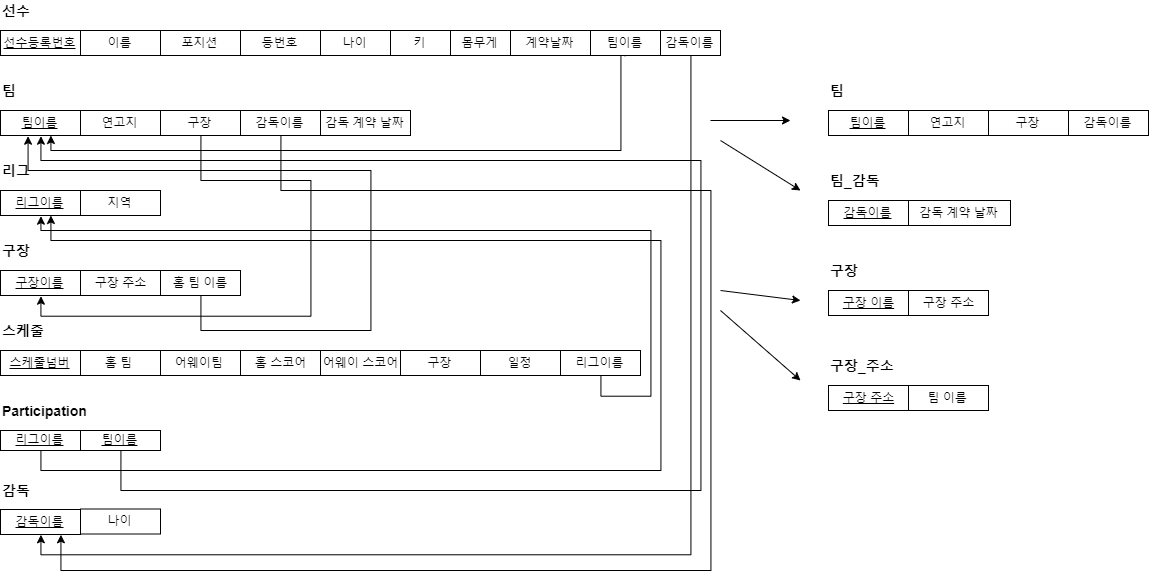 선수
선수등록번호 이름 포지션 등번호 나이 키 몸무게 계약날짜 팀이름 감독이름
팀
팀이름 연고지 구장 감독이름 감독 계약 날짜
리그
리그이름 지역
구장
구장이름 구장 주소 홈 팀 이름
스케줄
스케줄넘버 홈 팀 어웨이팀 홈 스코어 어웨이 스코어 구장 일정 리그이름
Participation
리그이름 팀이름
감독
감독이름 나이
팀
팀이름 연고지 구장 감독이름
팀_감독
감독이름 감독 계약 날짜
구장
구장 이름 구장 주소
구장_주소
구장 주소 팀 이름